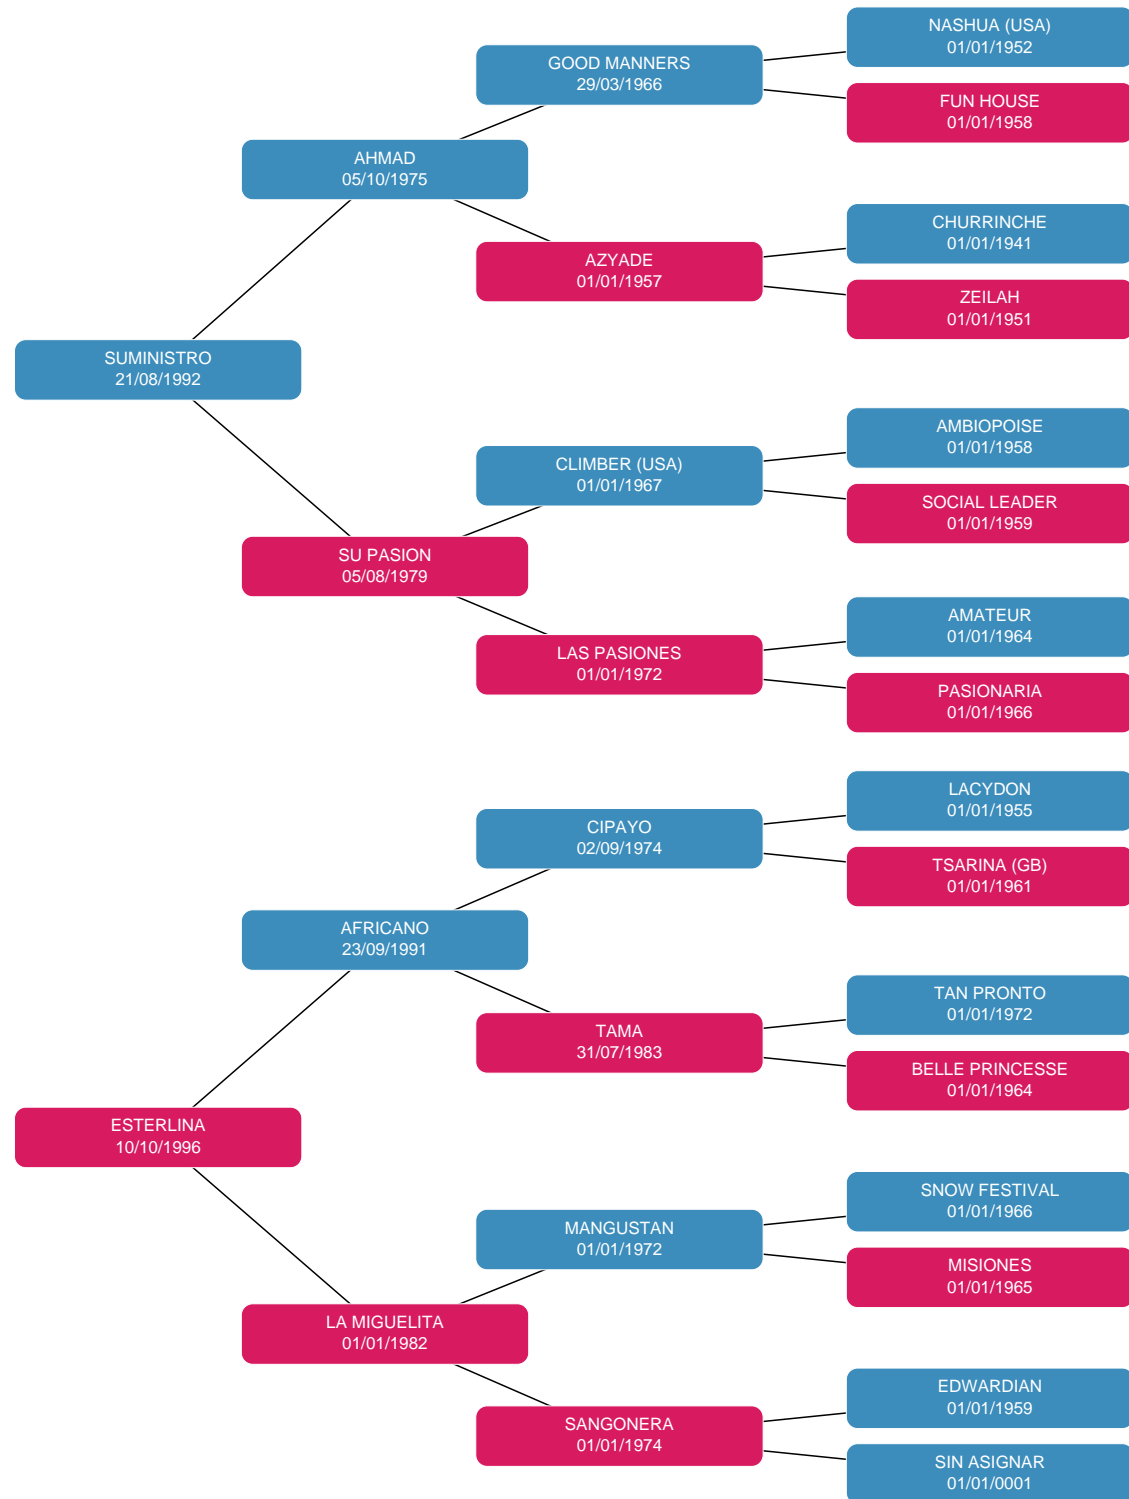 NASHUA (USA)
01/01/1952
GOOD MANNERS
29/03/1966
FUN HOUSE
01/01/1958
AHMAD
05/10/1975
CHURRINCHE
01/01/1941
AZYADE
01/01/1957
ZEILAH
01/01/1951
SUMINISTRO
21/08/1992
AMBIOPOISE
01/01/1958
CLIMBER (USA)
01/01/1967
SOCIAL LEADER
01/01/1959
SU PASION
05/08/1979
AMATEUR
01/01/1964
LAS PASIONES
01/01/1972
PASIONARIA
01/01/1966
LACYDON
01/01/1955
CIPAYO
02/09/1974
TSARINA (GB)
01/01/1961
AFRICANO
23/09/1991
TAN PRONTO
01/01/1972
TAMA
31/07/1983
BELLE PRINCESSE
01/01/1964
ESTERLINA
10/10/1996
SNOW FESTIVAL
01/01/1966
MANGUSTAN
01/01/1972
MISIONES
01/01/1965
LA MIGUELITA
01/01/1982
EDWARDIAN
01/01/1959
SANGONERA
01/01/1974
SIN ASIGNAR
01/01/0001